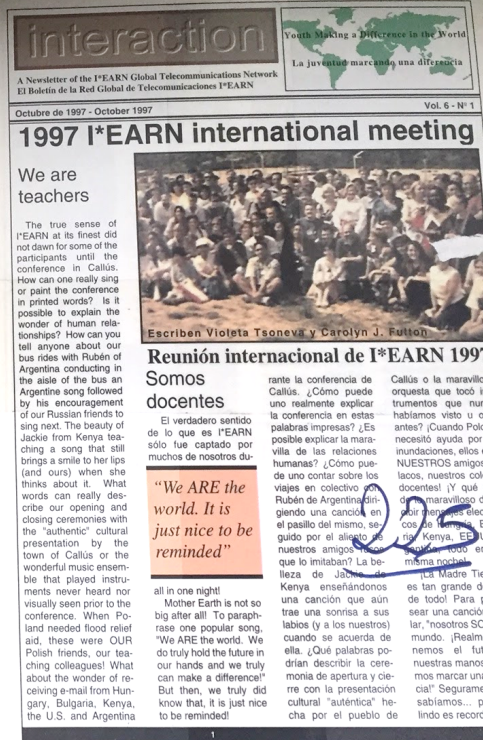 interaction
A Newsletter of the I*EARN Global Telecommunications Network
El Boletín de la Red Global de Telecomunicaciones I*EARN
Youth Making a Difference in the World
La juventud marcando una diferencia
Octubre de 1997 - October 1997
Vol. 6 - Nº 1
1997 I*EARN international meeting
We are
teachers
The true sense of
I*EARN at its finest did
not dawn for some of the
participants until the
conference in Callús.
How can one really sing
or paint the conference
in printed words? Is it
possible to explain the
wonder of human rela-
tionships? How can you
tell anyone about our
bus rides with Rubén of
Argentina conducting in
the aisle of the bus an
Argentine song followed
by his encouragement
of our Russian friends to
sing next. The beauty of
Jackie from Kenya tea-
ching a song that still
brings a smile to her lips
(and ours) when she
thinks about it. What
words can really des-
cribe our opening and
closing ceremonies with
the "authentic" cultural
presentation by the
town of Callús or the
wonderful music ensem-
ble that played instru-
ments never heard nor
visually seen prior to the
conference. When Po-
land needed flood relief
aid, these were OUR
Polish friends, our tea-
ching colleagues! What
about the wonder of re-
ceiving e-mail from Hun-
gary, Bulgaria, Kenya,
the U.S. and Argentina
Escriben Violeta Tsoneva y Carolyn J. Fulton
Reunión internacional de I*EARN 1997
Somos
docentes
El verdadero sentido
de lo que es I*EARN
sólo fue captado por
muchos de nosotros du-
"We ARE the
world. It is
just nice to be
reminded"
all in one night!
Mother Earth is not so
big after all! To paraph-
rase one popular song,
"We ARE the world. We
do truly hold the future in
our hands and we truly
can make a difference!"
But then, we truly did
know that, it is just nice
to be reminded!
rante la conferencia de
Callús. ¿Cómo puede
uno realmente explicar
la conferencia en estas
palabras impresas? ¿Es
posible explicar la mara-
villa de las relaciones
humanas? ¿Cómo pue-
de uno contar sobre los
viajes en colectivo con
Rubén de Argentina diri-
giendo una canción en
el pasillo del mismo, se-
guido por el aliento de
nuestros amigos rusos
que lo imitaban? La be-
lleza de Jackie de
Kenya enseñándonos
una canción que aún
trae una sonrisa a sus
labios (y a los nuestros)
cuando se acuerda de
ella. ¿Qué palabras po-
drían describir la cere-
monia de apertura y cie-
rre con la presentación
cultural "auténtica" he-
cha por el pueblo de
Callús o la maravillo
orquesta que tocó i
trumentos que nun
habíamos visto u o
antes? ¡Cuando Polo
necesitó ayuda por
inundaciones, ellos e
NUESTROS amigos
lacos, nuestros col
docentes! ¡Y qué
de maravilloso
bir elec
cos de Hungría, B
ria, Kenya, EE
gentina, todo en
misma noche!
¡La Madre Tie
es tan grande d
de todo! Para p
sear una canció
lar, "nosotros SO
mundo. ¡Realm
nemos el fut
nuestras manos
mos marcar una
cia!" Segurame
sabíamos... p
lindo es recorc
225
1